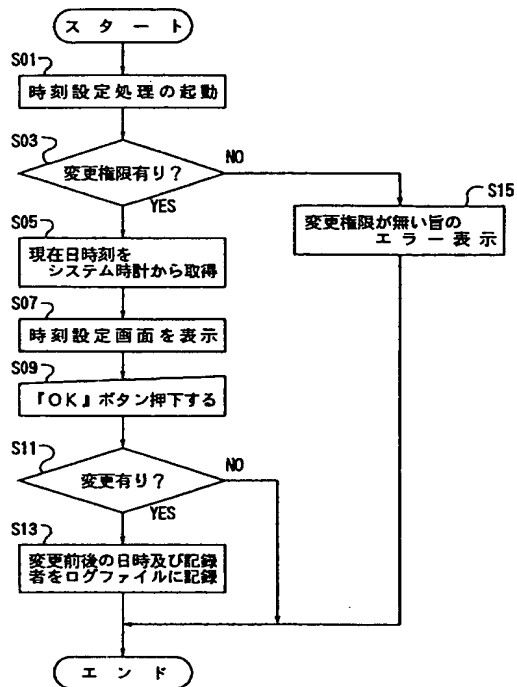 スタート
S01
時刻設定処理の起動
S03
変更権限有り？
NO
YES
S15
変更権限が無い旨の
エラー表示
S05
現在日時刻を
システム時計から取得
S07
時刻設定画面を表示
S09
『OK』ボタン押下する
S11
変更有り？
NO
YES
S13
変更前後の日時及び記録
者をログファイルに記録
エンド